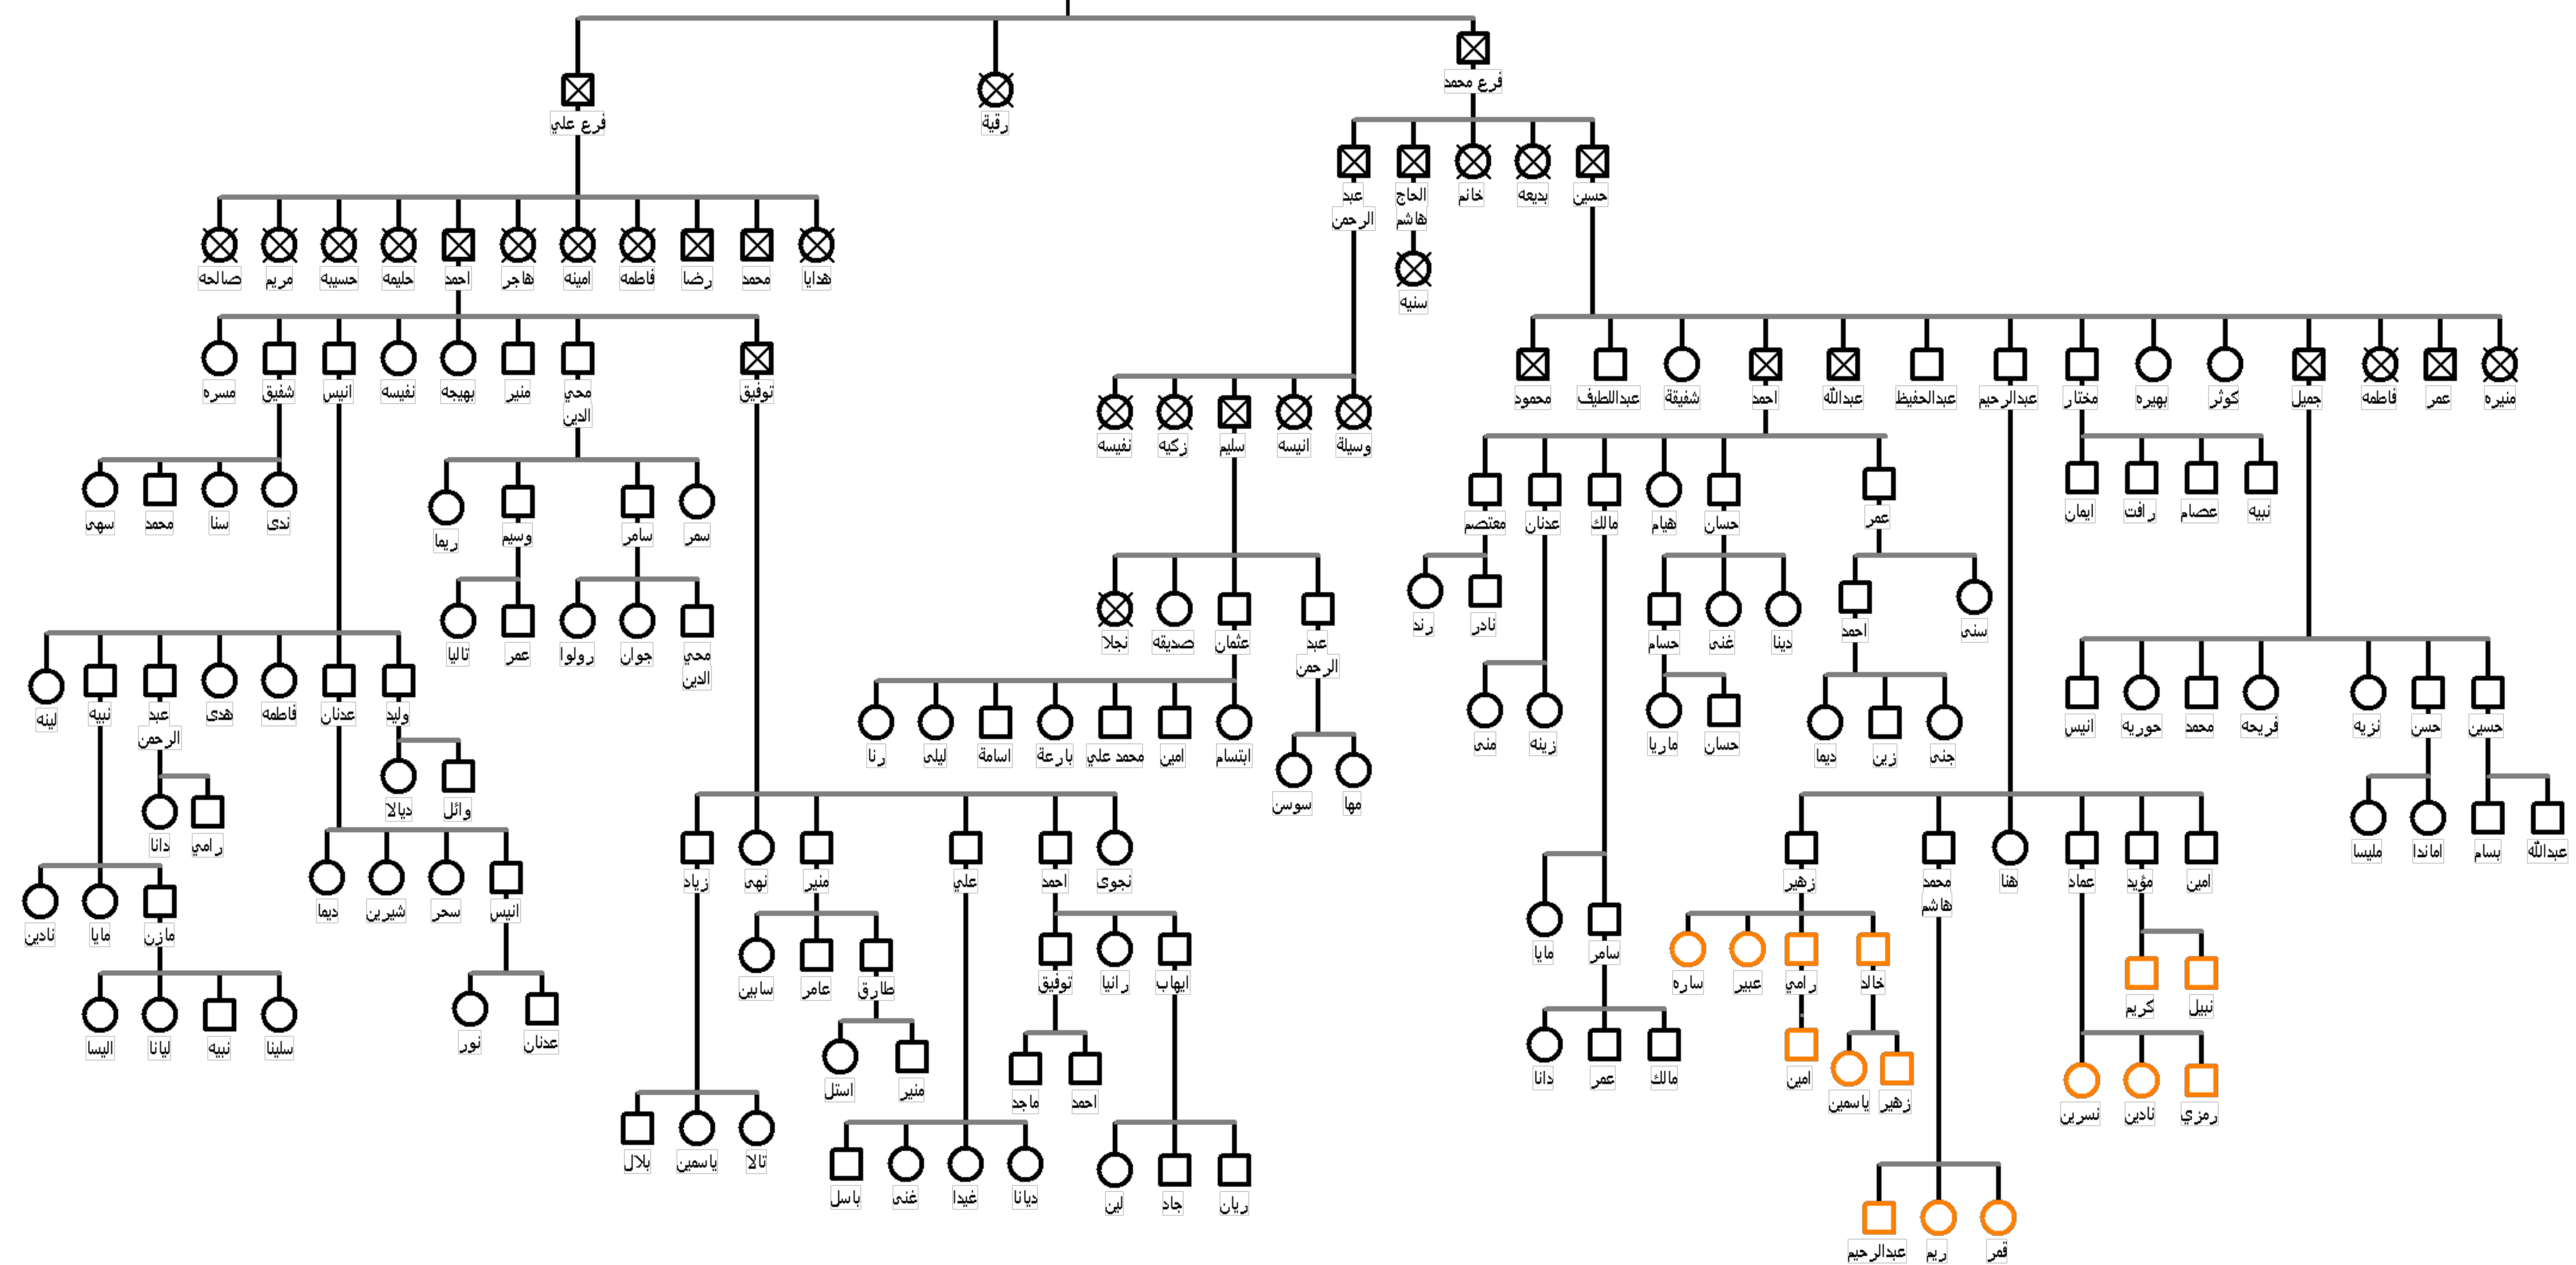 فرع محمد
رقية
فرع علي
حسين
بديعه
خانم
الحاج
هاشم
عبد
الرحمن
سنيه
هدايا
محمد
رضا
فاطمه
امينه
هاجر
احمد
حليمه
حسيبه
مريم
صالحه
منيره
عمر
فاطمه
جميل
كوثر
بهيره
مختار
عبدالرحيم
عبدالحفيظ
عبدالله
احمد
شفيقة
عبداللطيف
محمود
توفيق
محي
الدين
منير
بهيجه
نفيسه
انيس
شفيق
مسره
وسيلة
انيسه
سليم
زكيه
نفيسه
نبيه
عصام
رافت
ايمان
عمر
حسان
هيام
مالك
عدنان
معتصم
سمر
سامر
وسيم
ريما
ندى
سنا
محمد
سهى
سنى
احمد
دينا
غنى
حسام
نادر
رند
عبد
الرحمن
عثمان
صديقه
نجلا
محي
الدين
جوان
رولوا
عمر
تاليا
حسين
حسن
نزيه
فريحه
محمد
حوريه
انيس
جنى
زين
ديما
حسان
ماريا
زينه
منى
ابتسام
امين
محمد علي
بارعة
اسامة
ليلى
رنا
وليد
عدنان
فاطمه
هدى
عبد
الرحمن
نبيه
لينه
مها
سوسن
وائل
ديالا
رامي
دانا
عبدالله
بسام
اماندا
مليسا
امين
مؤيد
عماد
هنا
محمد
هاشم
زهير
نجوى
احمد
علي
منير
نهى
زياد
انيس
سحر
شيرين
ديما
مازن
مايا
نادين
سامر
مايا
خالد
رامي
عبير
ساره
نبيل
كريم
ايهاب
رانيا
توفيق
طارق
عامر
سابين
عدنان
نور
سلينا
نبيه
ليانا
اليسا
مالك
عمر
دانا
امين
زهير
ياسمين
رمزي
نادين
نسرين
احمد
ماجد
منير
استل
تالا
ياسمين
بلال
ريان
جاد
لين
ديانا
غيدا
غنى
باسل
قمر
ريم
عبدالرحيم